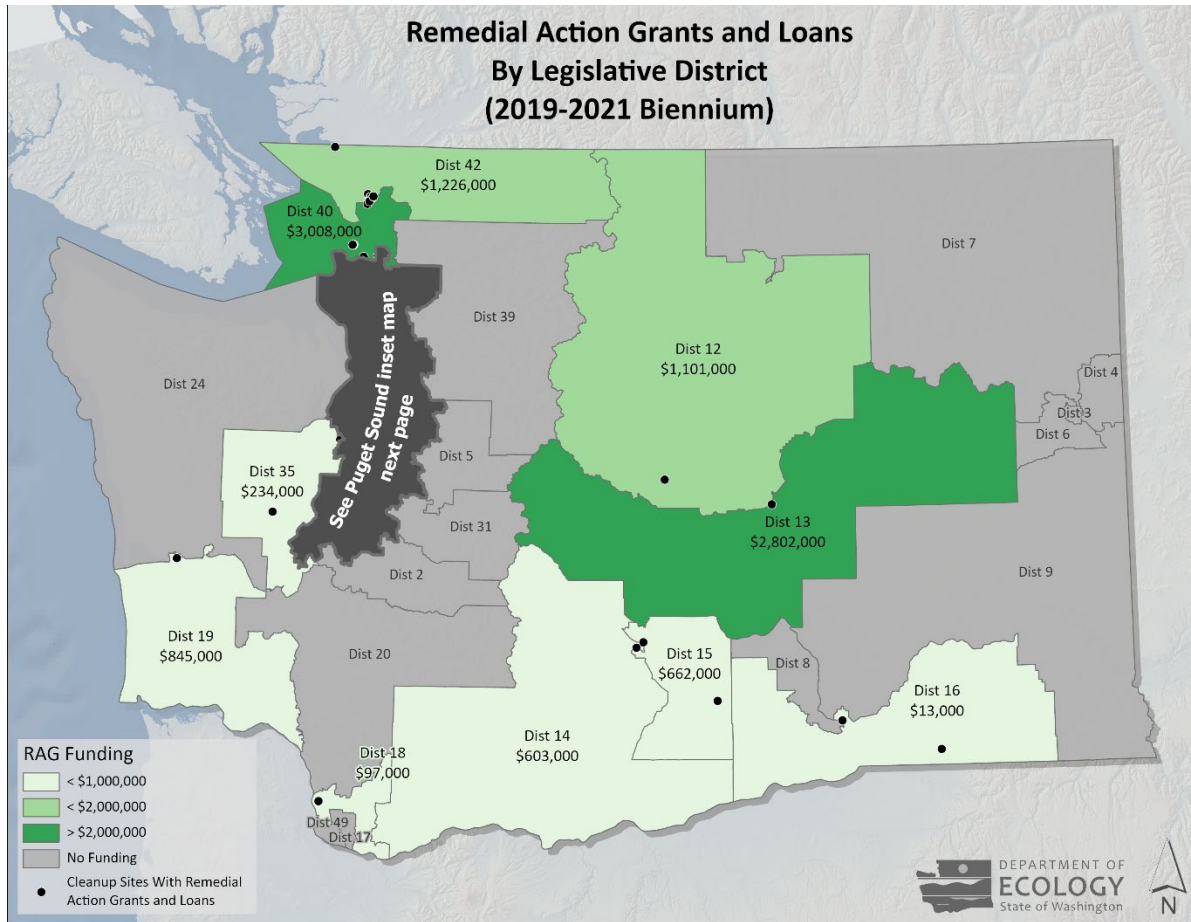 Remedial Action Grants and Loans
By Legislative District
(2019-2021 Biennium)
Dist 42
$1,226,000
Dist 40
$3,008,000
Dist 7
Dist 39
Dist 12
$1,101,000
Dist 24
See Puget Sound inset map
next page
Dist 4
Dist 3
Dist 6
Dist 5
Dist 35
$234,000
Dist 31
Dist 13
$2,802,000
Dist 2
Dist 9
Dist 19
$845,000
Dist 20
Dist 15
$662,000
Dist 8
Dist 16
$13,000
Dist 14
$603,000
Dist 18
$97,000
Dist 49
Dist 17
RAG Funding
< $1,000,000
< $2,000,000
> $2,000,000
No Funding
Cleanup Sites With Remedial
Action Grants and Loans
DEPARTMENT OF
ECOLOGY
State of Washington
N